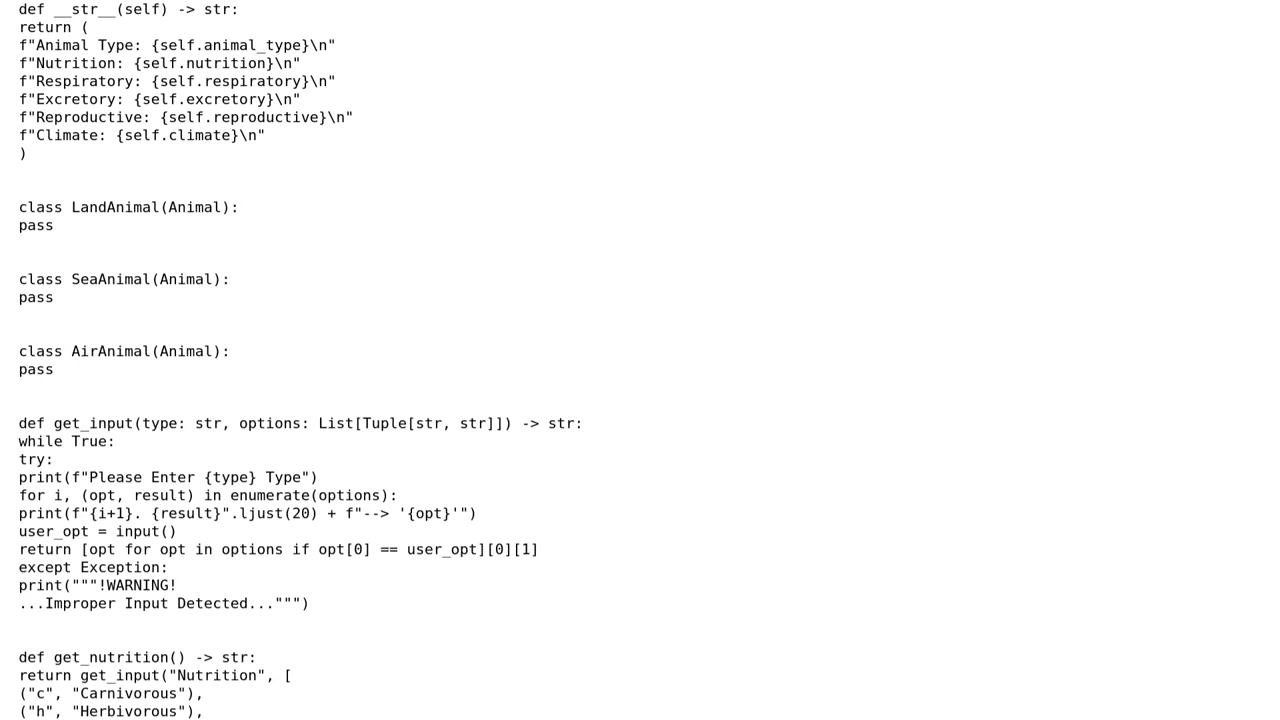 def __str__(self) -> str:
return (
f"Animal Type: {self.animal_type}\n"
f"Nutrition: {self.nutrition}\n"
f"Respiratory: {self.respiratory}\n"
f"Excretory: {self.excretory}\n"
f"Reproductive: {self.reproductive}\n"
f"Climate: {self.climate}\n"
)
class LandAnimal(Animal):
pass
class SeaAnimal(Animal):
pass
class AirAnimal(Animal):
pass
def get_input(type: str, options: List[Tuple[str, str]]) -> str:
while True:
try:
print(f"Please Enter {type} Type")
for i, (opt, result) in enumerate(options):
print(f"{i+1}. {result}".ljust(20) + f"--> '{opt}'")
user_opt = input()
return [opt for opt in options if opt[0] == user_opt][0][1]
except Exception:
print("""!WARNING!
...Improper Input Detected...""")
def get_nutrition() -> str:
return get_input("Nutrition", [
("c", "Carnivorous"),
("h", "Herbivorous"),